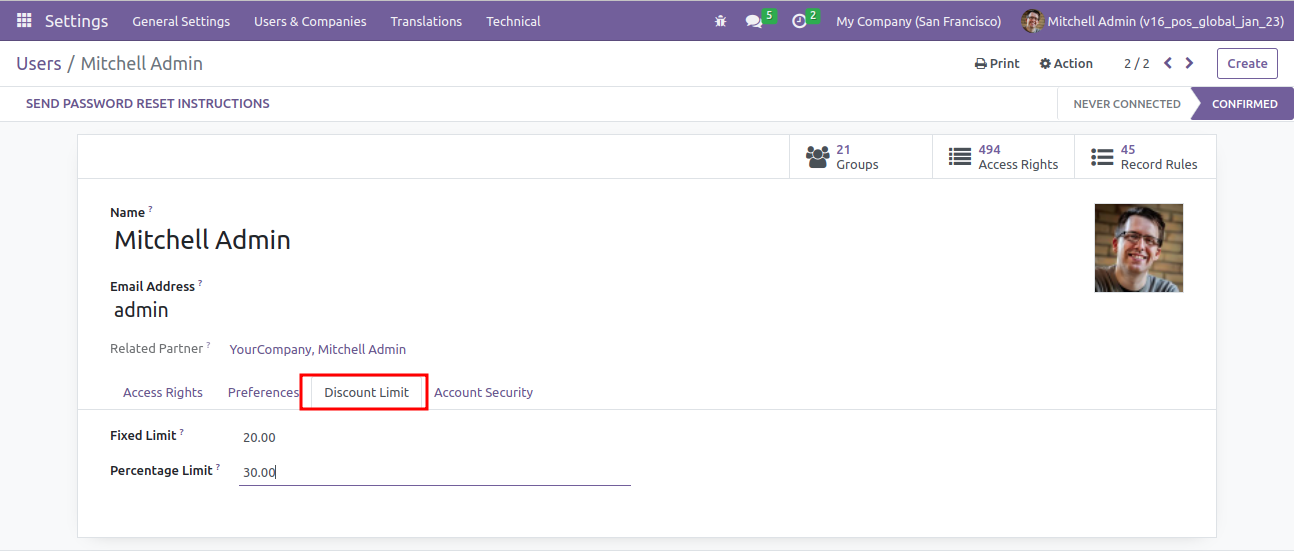 Settings General Settings Users & Companies Translations Technical 5 2 My Company (San Francisco) Mitchell Admin (v16_pos_global_jan_23)
Users / Mitchell Admin Print Action 2 / 2 Create
SEND PASSWORD RESET INSTRUCTIONS NEVER CONNECTED CONFIRMED
21 Groups 494 Access Rights 45 Record Rules
Name ?
Mitchell Admin
Email Address ?
admin
Related Partner ? YourCompany, Mitchell Admin
Access Rights Preferences Discount Limit Account Security
Fixed Limit ? 20.00
Percentage Limit ? 30.00